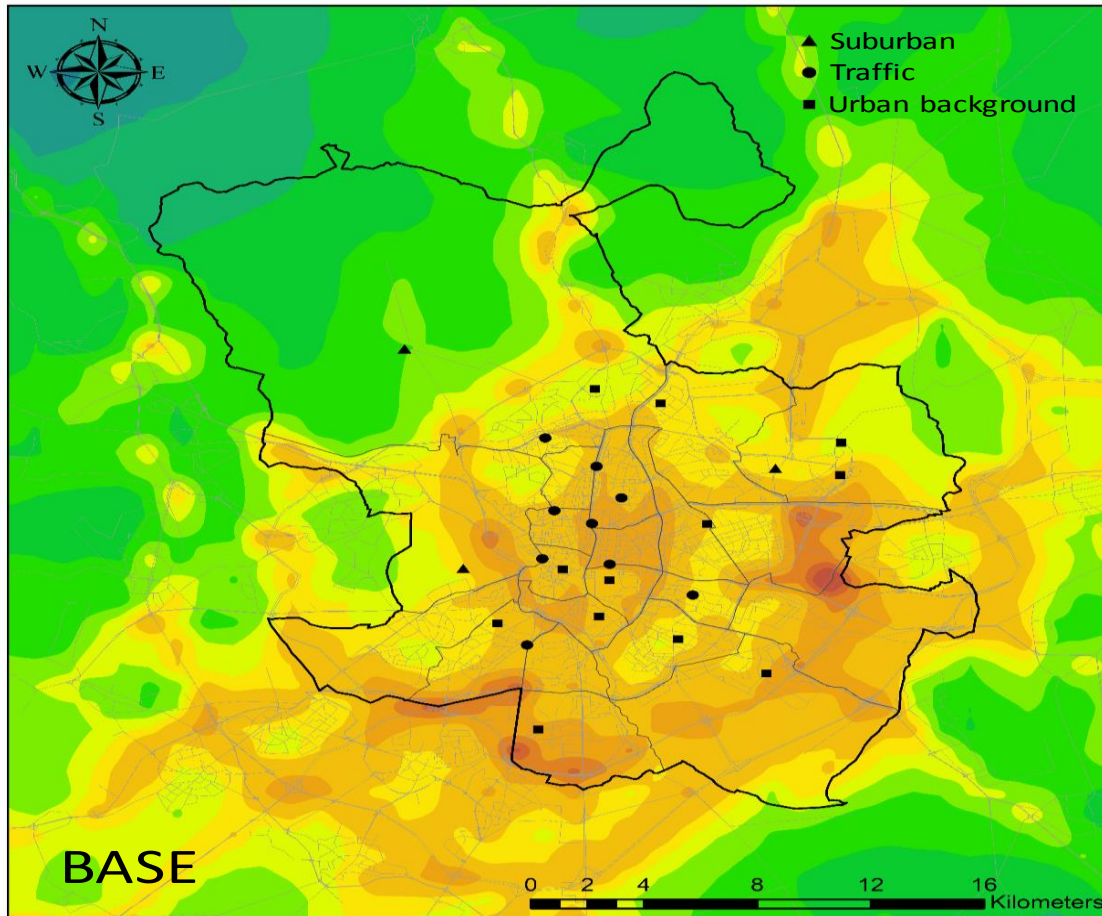 N
W E
S
Suburban
Traffic
Urban background
BASE
0 2 4 8 12 16
Kilometers